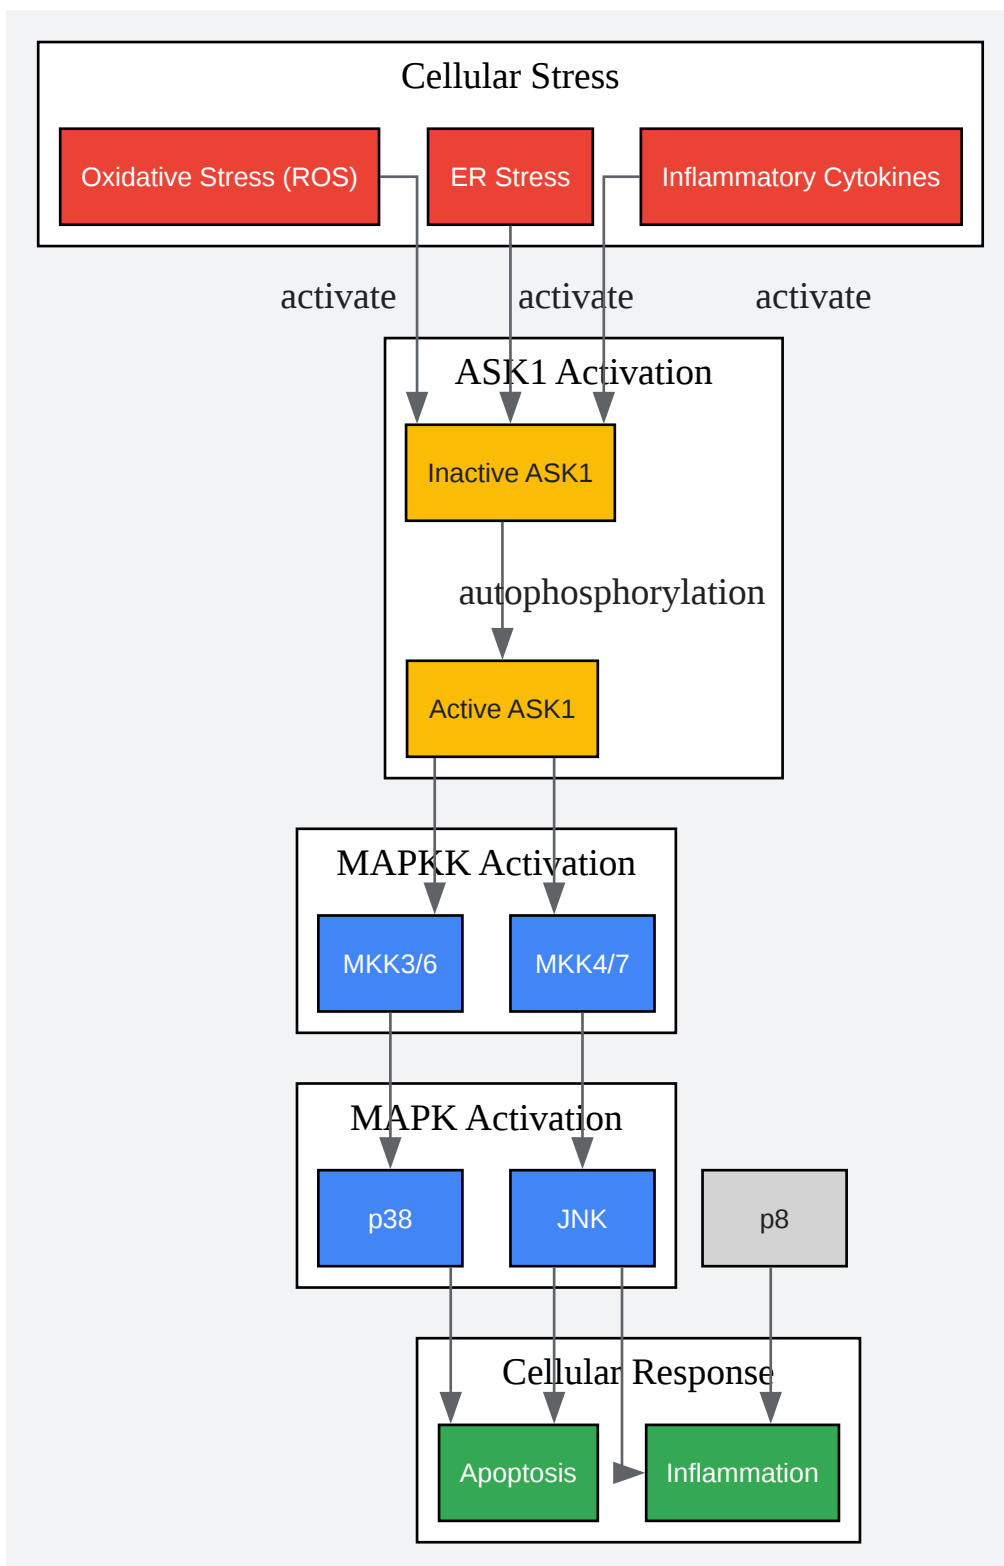 Cellular Stress
Oxidative Stress (ROS)
ER Stress
Inflammatory Cytokines
activate
activate
activate
ASK1 Activation
Inactive ASK1
autophosphorylation
Active ASK1
MAPKK Activation
MKK3/6
MKK4/7
MAPK Activation
p38
JNK
p8
Cellular Response
Apoptosis
Inflammation